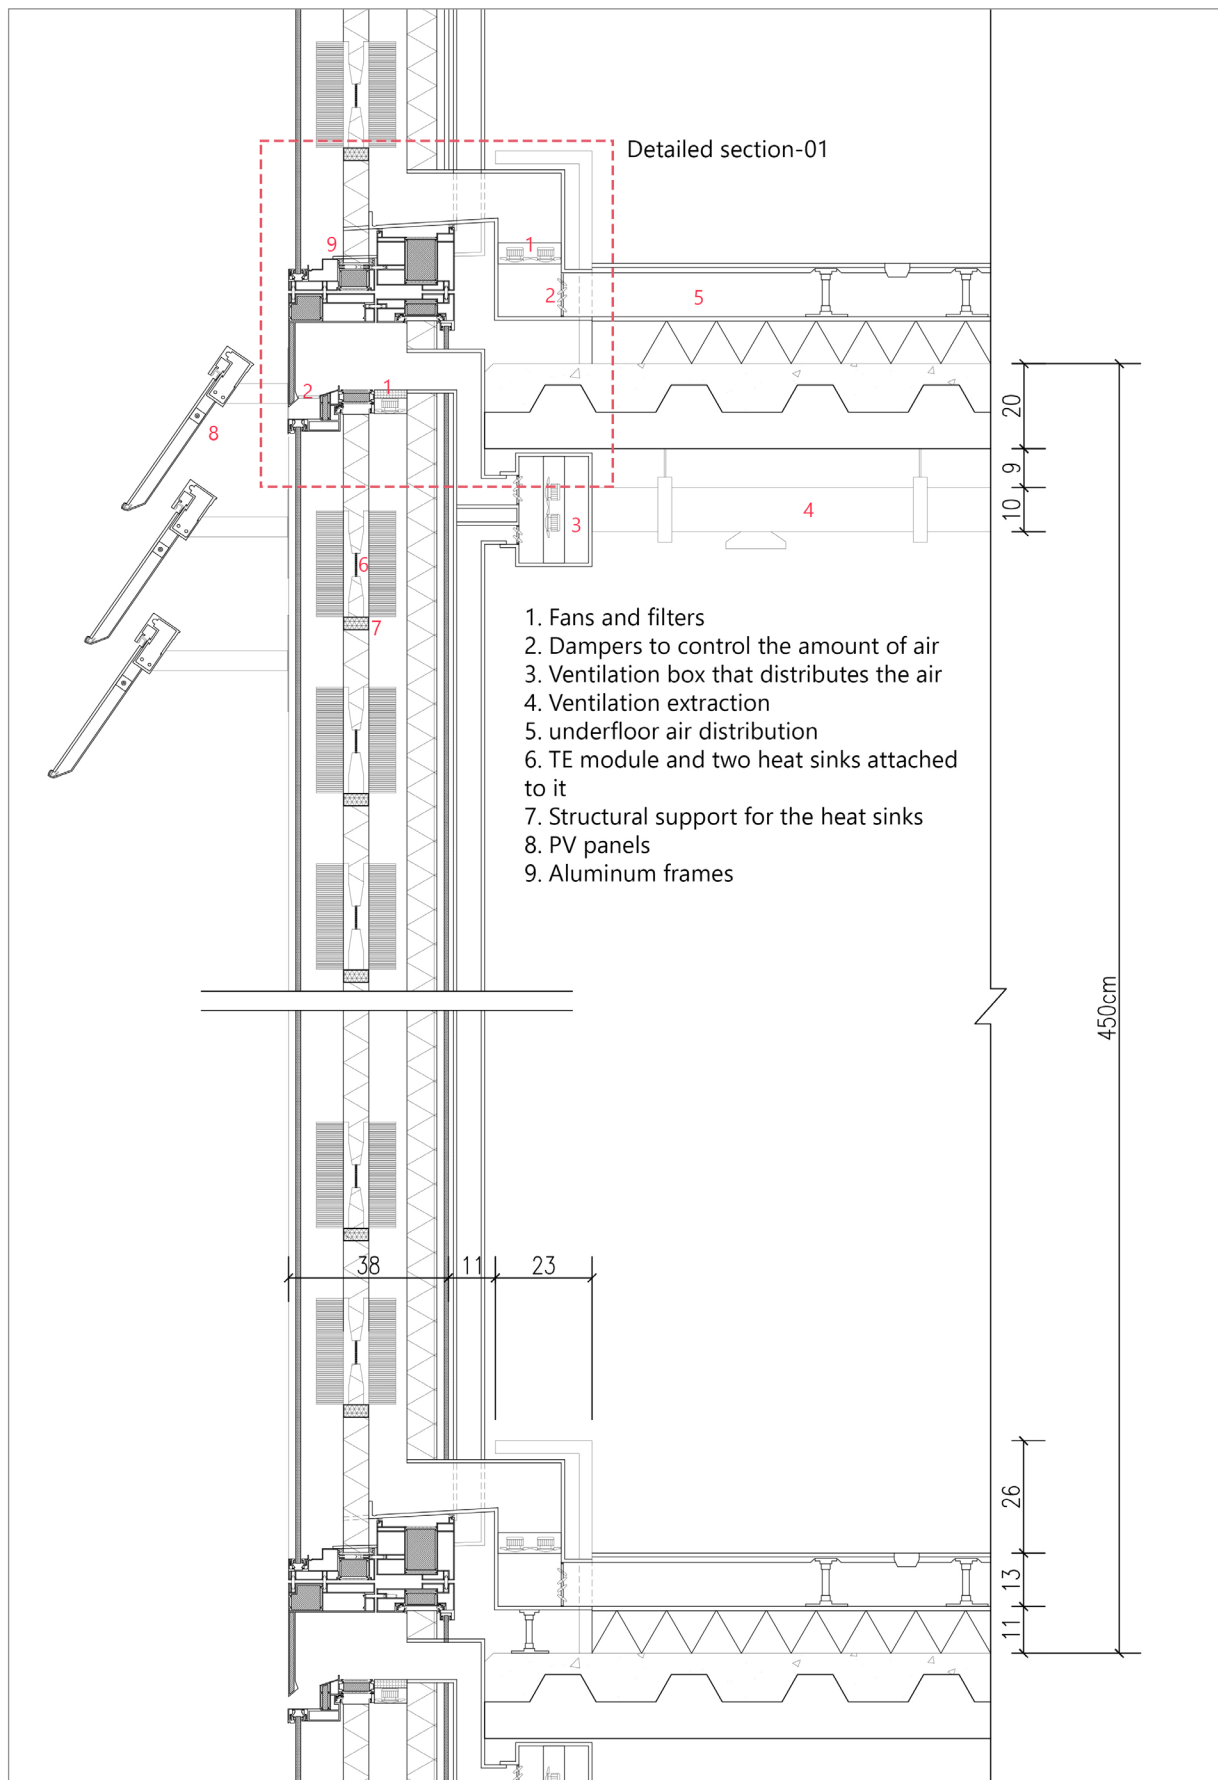 Detailed section-01
9
1
2
5
2
1
8
20
9
4
10
3
6
7
1. Fans and filters
2. Dampers to control the amount of air
3. Ventilation box that distributes the air
4. Ventilation extraction
5. underfloor air distribution
6. TE module and two heat sinks attached
to it
7. Structural support for the heat sinks
8. PV panels
9. Aluminum frames
450cm
38
11
23
26
13
11